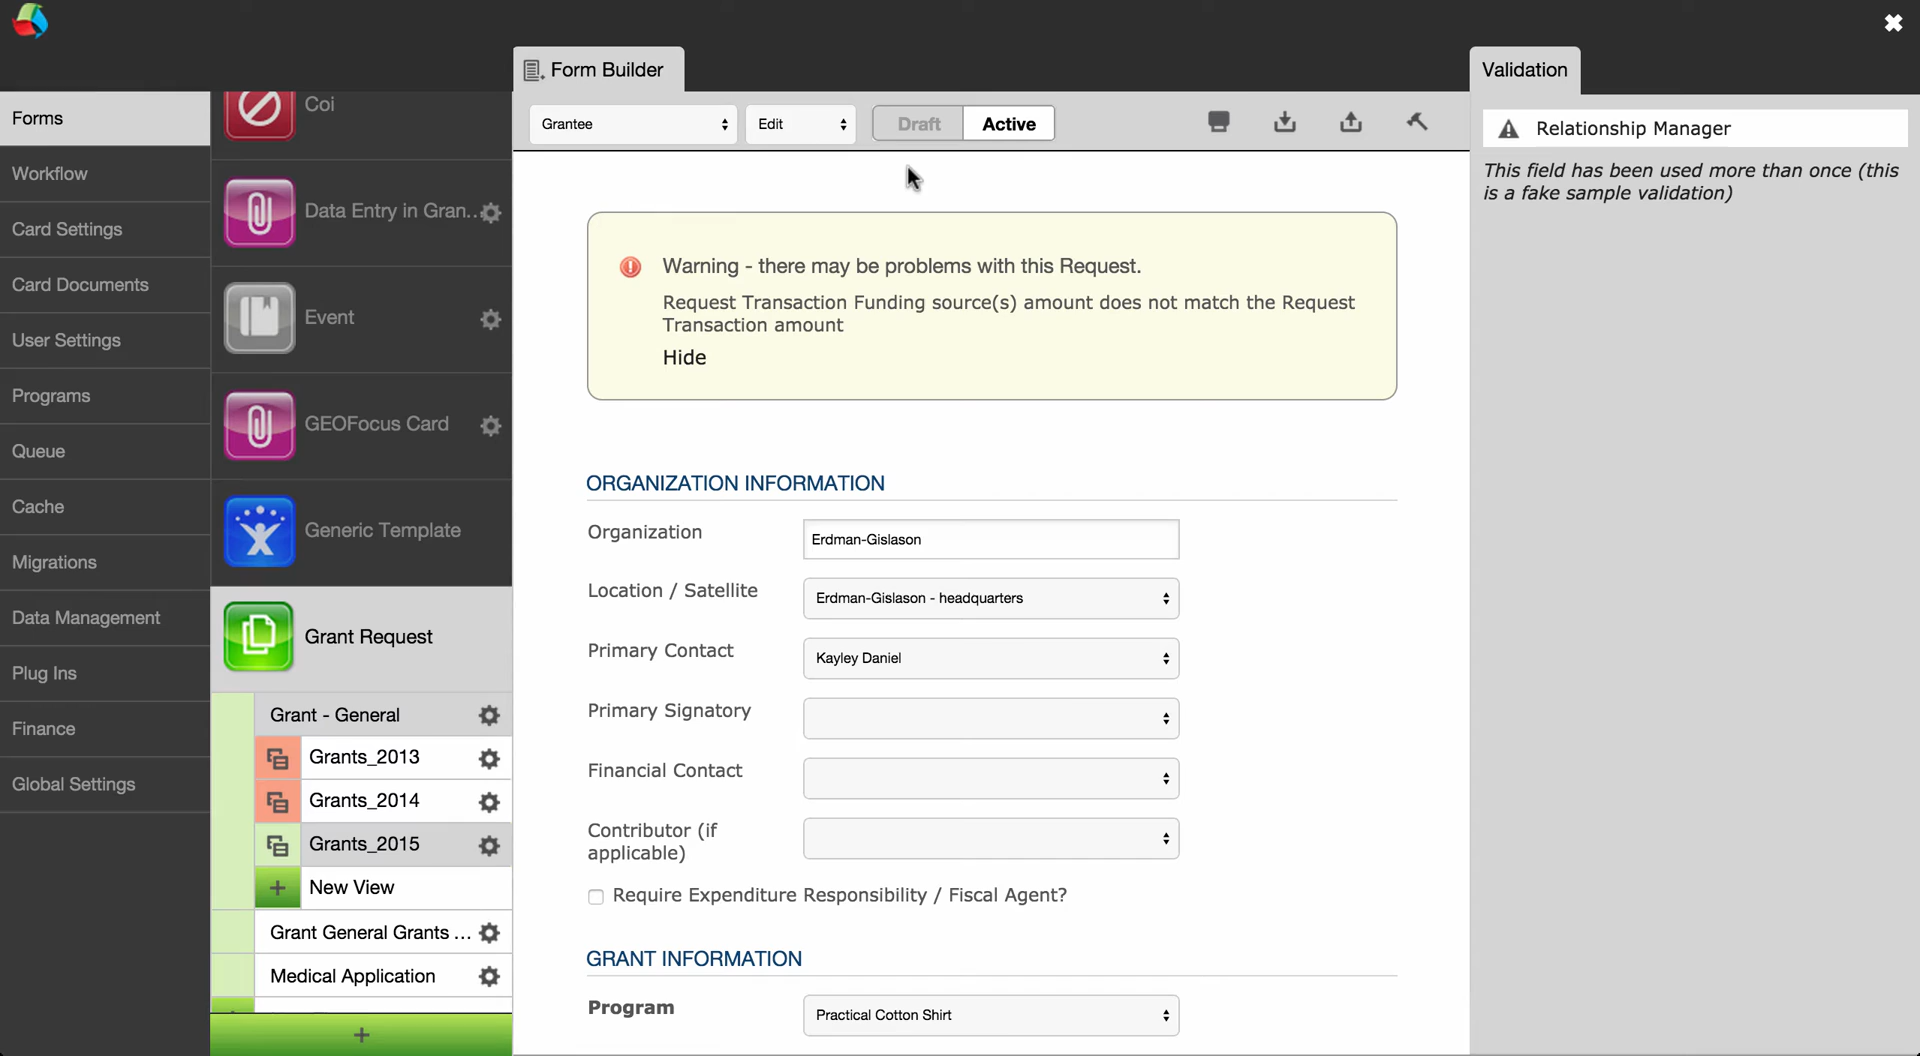 Form Builder
Validation
Forms
Workflow
Card Settings
Card Documents
User Settings
Programs
Queue
Cache
Migrations
Data Management
Plug Ins
Finance
Global Settings
Coi
Data Entry in Gran...
Event
GEOFocus Card
Generic Template
Grant Request
Grant - General
Grants_2013
Grants_2014
Grants_2015
New View
Grant General Grants ...
Medical Application
Grantee
Edit
Draft
Active
Warning - there may be problems with this Request.
Request Transaction Funding source(s) amount does not match the Request
Transaction amount
Hide
ORGANIZATION INFORMATION
Organization
Erdman-Gislason
Location / Satellite
Erdman-Gislason - headquarters
Primary Contact
Kayley Daniel
Primary Signatory
Financial Contact
Contributor (if
applicable)
Require Expenditure Responsibility / Fiscal Agent?
GRANT INFORMATION
Program
Practical Cotton Shirt
Relationship Manager
This field has been used more than once (this
is a fake sample validation)